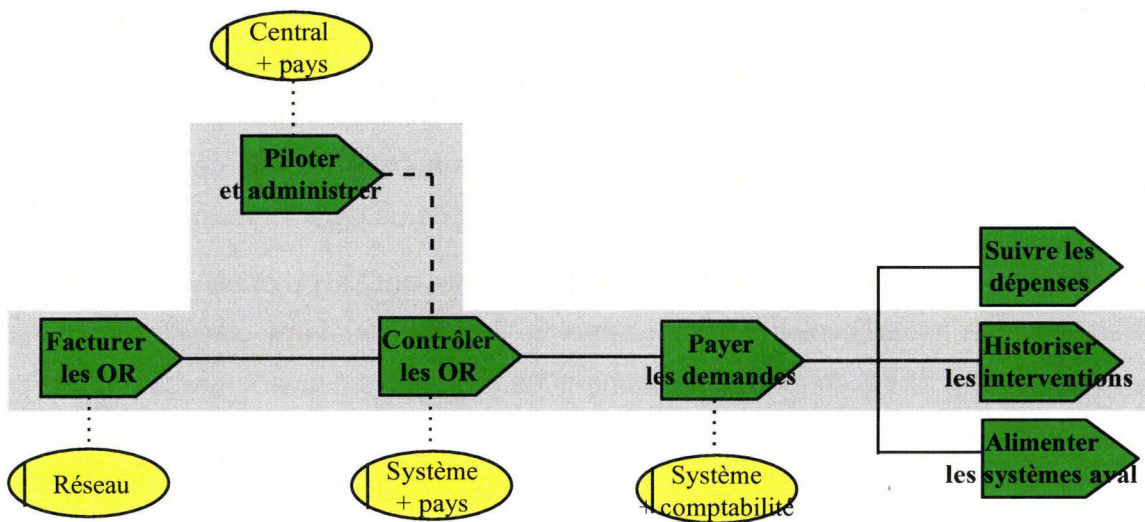 Central
+ pays
Piloter
et administrer
Suivre les
dépenses
Facturer
les OR
Contrôler
les OR
Payer
les demandes
Historiser
les interventions
Alimenter
les systèmes aval
Réseau
Système
+ pays
Système
+ comptabilité